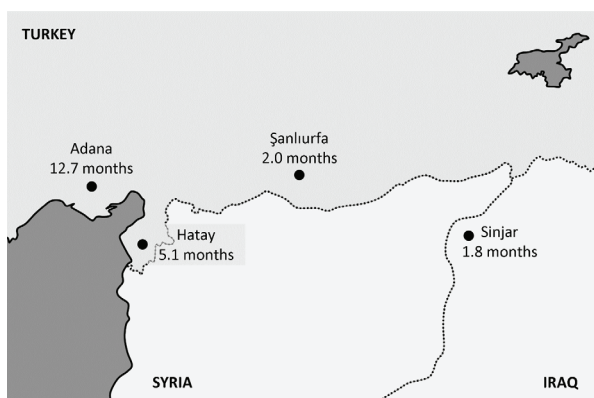 TURKEY
Adana
12.7 months
Şanlıurfa
2.0 months
Hatay
5.1 months
Sinjar
1.8 months
SYRIA
IRAQ